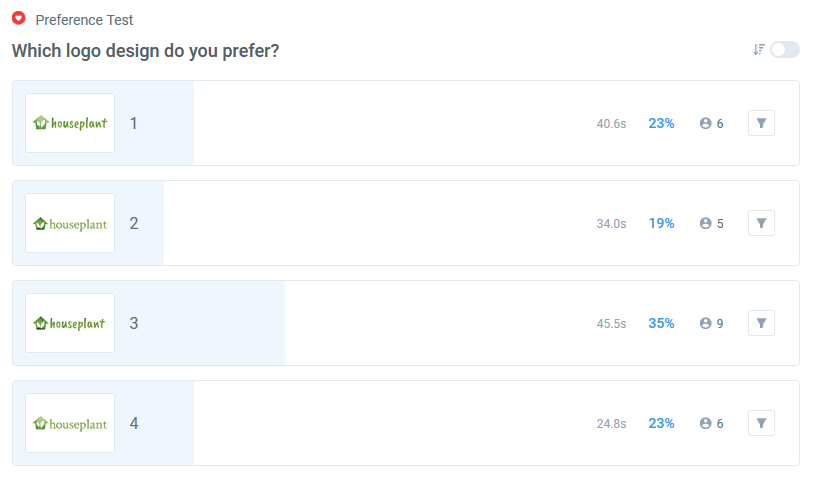 Preference Test
Which logo design do you prefer?
houseplant 1 40.6s 23% 6
houseplant 2 34.0s 19% 5
houseplant 3 45.5s 35% 9
houseplant 4 24.8s 23% 6